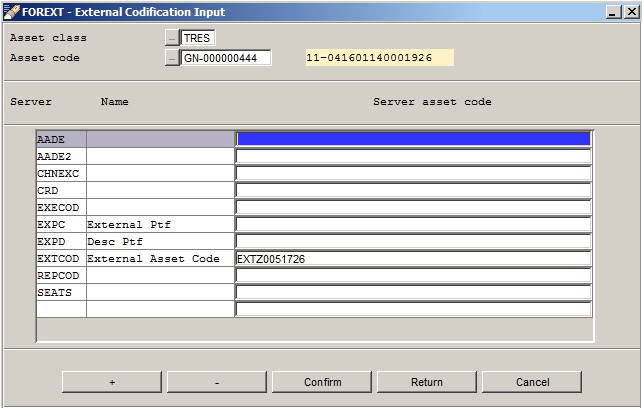 FOREXT - External Codification Input
Asset class ... TRES
Asset code ... GN-000000444 11-041601140001926
Server Name Server asset code
AADE
AADE2
CHNEXC
CRD
EXECOD
EXPC External Ptf
EXPD Desc Ptf
EXTCOD External Asset Code EXTZ0051726
REPCOD
SEATS
+ - Confirm Return Cancel